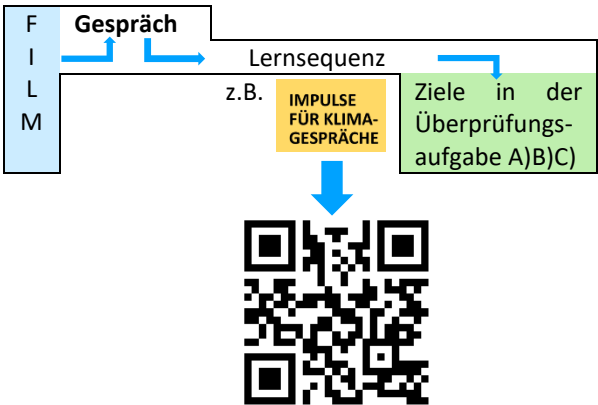 F
I
L
M
Gespräch
Lernsequenz
z.B.
IMPULSE
FÜR KLIMA-
GESPRÄCHE
Ziele in der
Überprüfungs-
aufgabe A)B)C)